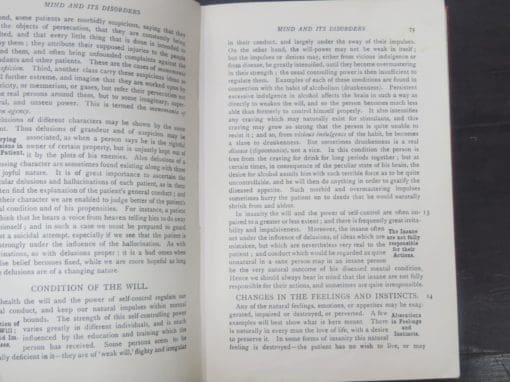 MIND AND ITS DISORDERS
end, some patients are morbidly suspicious, saying that they
the objects of persecution, that they are constantly being
and that every little thing that is done is intended to
them; they attribute their supposed injuries to the people
and them, and often being unfounded complaints against the
and other patients. These are the cases of monomania
suspicion. Third, another class carry these suspicious ideas
further extreme, and imagine that they are worked upon by
or mesmerism, or gases, but refer their persecution not
real persons around them, but to some imaginary, super-
and unseen power. This is termed the monomania of
agency.
delusions of different characters may be shown by the same
Thus delusions of grandeur and of suspicion may be
associated, as when a person says he is the rightful
owner of certain property, but is unjustly kept out of
Patient. it by the plots of his enemies. Also delusions of a
character are sometimes found existing along with those
joyful nature. It is of great importance to ascertain the
delusions and hallucinations of each patient, as in them
find the explanation of the patient's general conduct; and
their character we are enabled to judge better of the patient's
condition and of his propensities. For instance, a patient
think that he hears a voice from heaven telling him to do away
himself; and in such a case we must be prepared to guard
a suicidal attempt, especially if we see that the patient is
strongly under the influence of the hallucination. As with
so with delusions proper: it is a bad omen when
belief becomes fixed, while we are more hopeful so long
delusions are of a changing nature.
CONDITION OF THE WILL.
health the will and the power of self-control regulate our
conduct, and keep our natural impulses within normal
bounds. The strength of this self-controlling power
Will: varies greatly in different individuals, and is much
influenced by the education and training which the
person has received. Some persons seem to be
deficient in it—they are of 'weak will,' flighty and irregular
MIND AND ITS DISORDERS 75
in their conduct, and largely under the sway of their impulses.
On the other hand, the will-power may not be weak in itself;
but the impulses or desires may, either from vicious indulgence or
from disease, be greatly intensified, and they become overmastering
in their strength; the usual controlling power is then insufficient to
regulate them. Examples of each of these conditions are found in
connection with the habit of alcoholism (drunkenness). Persistent
excessive indulgence in alcohol affects the brain in such a way as
directly to weaken the will, and so the person becomes much less
able than formerly to control himself properly. It also intensifies
any craving which may naturally exist for stimulants, and this
craving may grow so strong that the person is quite unable to
resist it; and so, from vicious indulgence of the habit, he becomes
a slave to drunkenness. But sometimes drunkenness is a real
disease (dipsomania), not a vice. In this condition the person is
free from the craving for drink for long periods together; but at
certain times, in consequence of the peculiar state of his brain, the
desire for alcohol assails him with such terrible force as to be quite
uncontrollable, and he will then do anything in order to gratify the
diseased appetite. Such morbid and overmastering impulses
sometimes hurry the patient on to deeds that he would naturally
shrink from and abhor.
In insanity the will and the power of self-control are often im- 13
paired to a greater or less extent; and there is frequently great irrita-
bility and impulsiveness. Moreover, the insane often
act under the influence of delusions, of ideas which are
mistaken, but which are nevertheless very real to the
patient; and conduct which would be regarded as quite
unnatural in a sane person may in an insane person
The Insane
are not fully
responsible
for their
Actions.
be the very natural outcome of his diseased mental condition.
Hence we should always bear in mind that the insane are not fully
responsible for their actions, and sometimes are quite irresponsible.
CHANGES IN THE FEELINGS AND INSTINCTS. 14
Any of the natural feelings, emotions, or appetites may be exag-
gerated, impaired or destroyed, or perverted. A few
examples will best show what is here meant. There
is naturally in every man the love of life, with a desire
to preserve it. In some forms of insanity this natural
Alterations
in Feelings
and
Instincts.
feeling is destroyed—the patient has no wish to live, or may